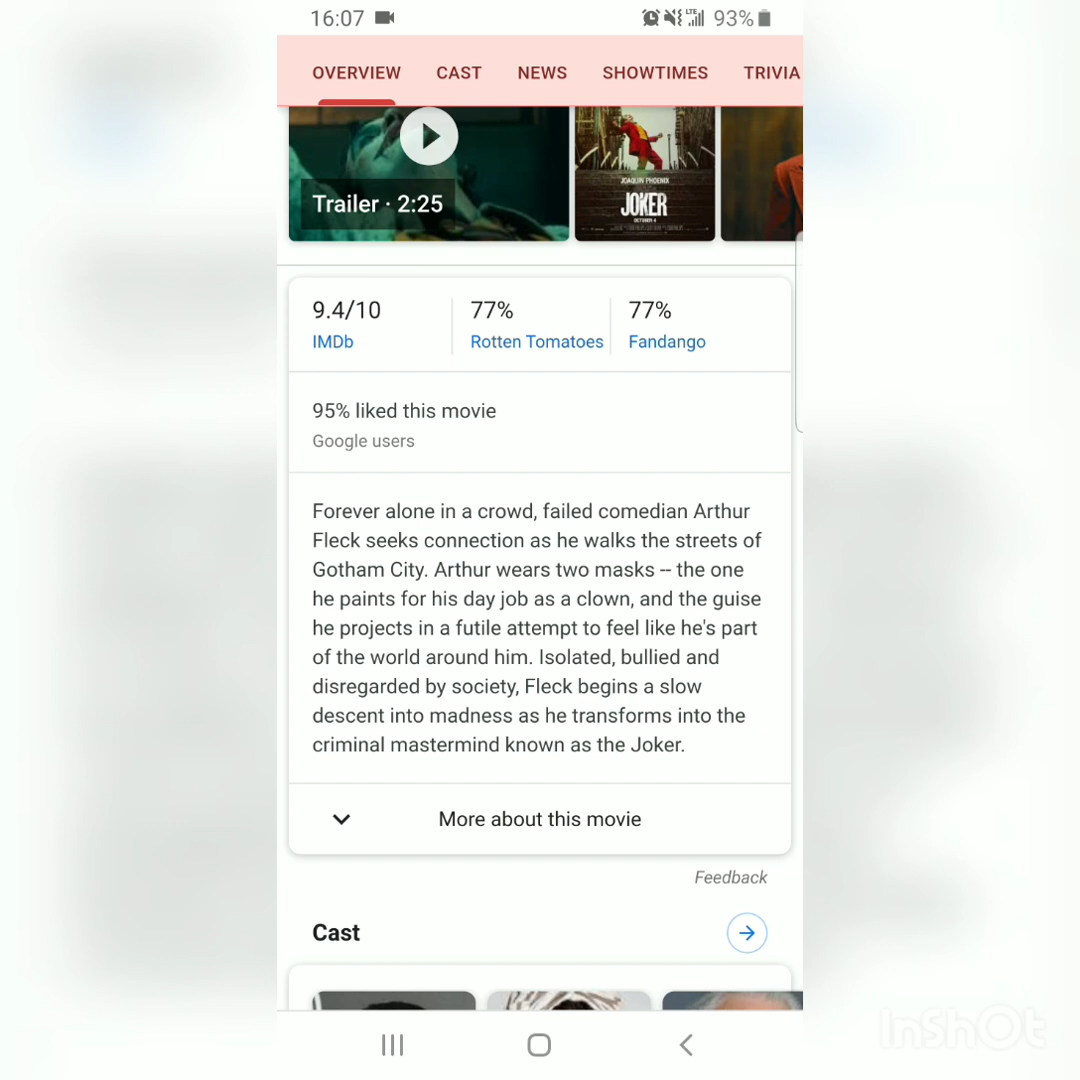 16:07 LTE 93%
OVERVIEW CAST NEWS SHOWTIMES TRIVIA
Trailer · 2:25
JOAQUIN PHOENIX
JOKER
OCTOBER 4
9.4/10 77% 77%
IMDb Rotten Tomatoes Fandango
95% liked this movie
Google users
Forever alone in a crowd, failed comedian Arthur
Fleck seeks connection as he walks the streets of
Gotham City. Arthur wears two masks -- the one
he paints for his day job as a clown, and the guise
he projects in a futile attempt to feel like he's part
of the world around him. Isolated, bullied and
disregarded by society, Fleck begins a slow
descent into madness as he transforms into the
criminal mastermind known as the Joker.
More about this movie
Feedback
Cast
InShOt